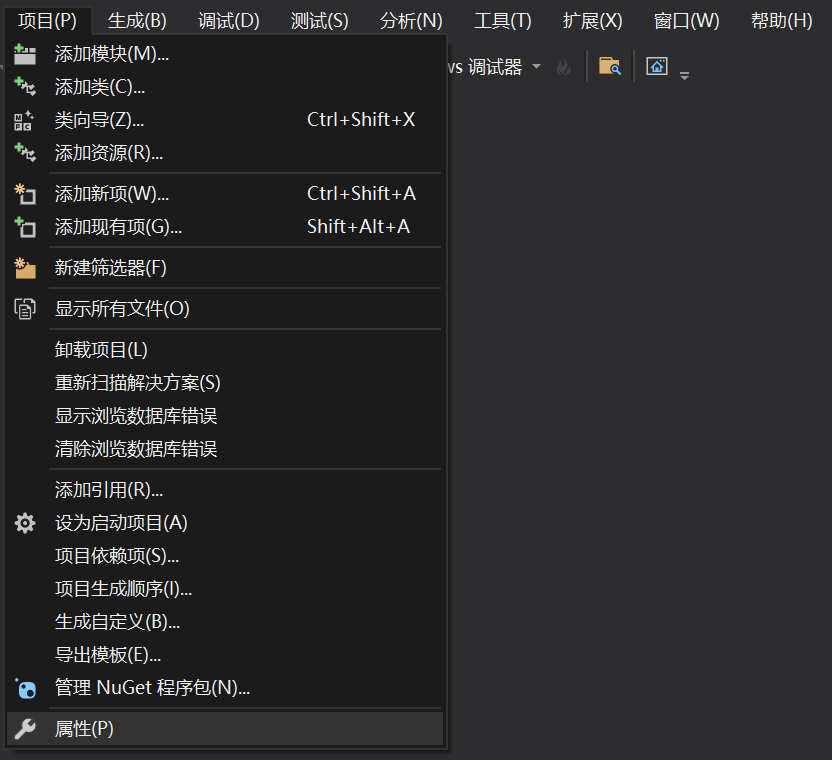 项目(P) 生成(B) 调试(D) 测试(S) 分析(N) 工具(T) 扩展(X) 窗口(W) 帮助(H)
调试器
添加模块(M)...
添加类(C)...
类向导(Z)... Ctrl+Shift+X
添加资源(R)...
添加新项(W)... Ctrl+Shift+A
添加现有项(G)... Shift+Alt+A
新建筛选器(F)
显示所有文件(O)
卸载项目(L)
重新扫描解决方案(S)
显示浏览数据库错误
清除浏览数据库错误
添加引用(R)...
设为启动项目(A)
项目依赖项(S)...
项目生成顺序(I)...
生成自定义(B)...
导出模板(E)...
管理 NuGet 程序包(N)...
属性(P)